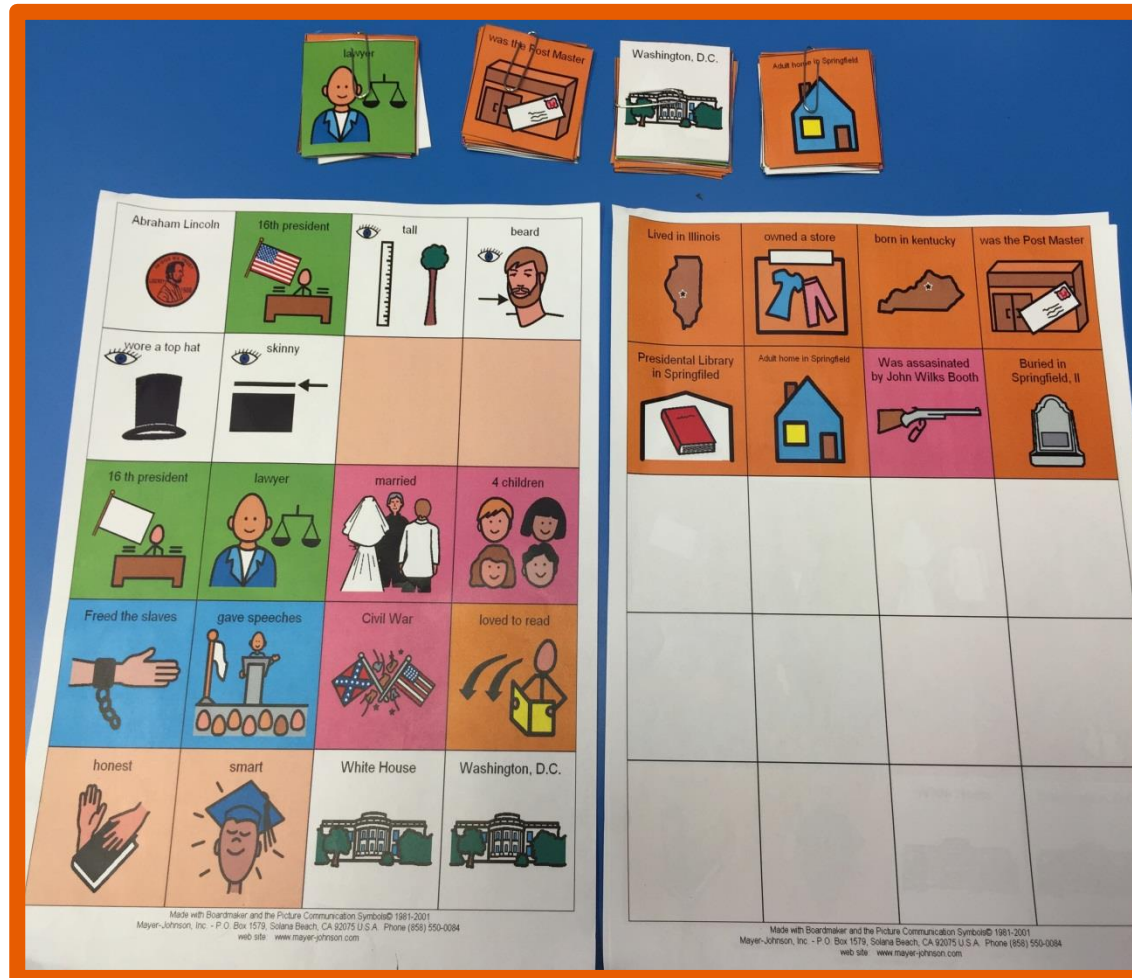 lawyer
was the Post Master
Washington, D.C.
Adult home in Springfield
Abraham Lincoln
16th president
tall
beard
wore a top hat
skinny
16 th president
lawyer
married
4 children
Freed the slaves
gave speeches
Civil War
loved to read
honest
smart
White House
Washington, D.C.
Made with Boardmaker and the Picture Communication Symbols© 1981-2001
Mayer-Johnson, Inc. - P.O. Box 1579, Solana Beach, CA 92075 U.S.A. Phone (858) 550-0084
web site: www.mayer-johnson.com
Lived in Illinois
owned a store
born in kentucky
was the Post Master
Presidental Library
in Springfiled
Adult home in Springfield
Was assasinated
by John Wilks Booth
Buried in
Springfield, Il
Made with Boardmaker and the Picture Communication Symbols© 1981-2001
Mayer-Johnson, Inc. - P.O. Box 1579, Solana Beach, CA 92075 U.S.A. Phone (858) 550-0084
web site: www.mayer-johnson.com